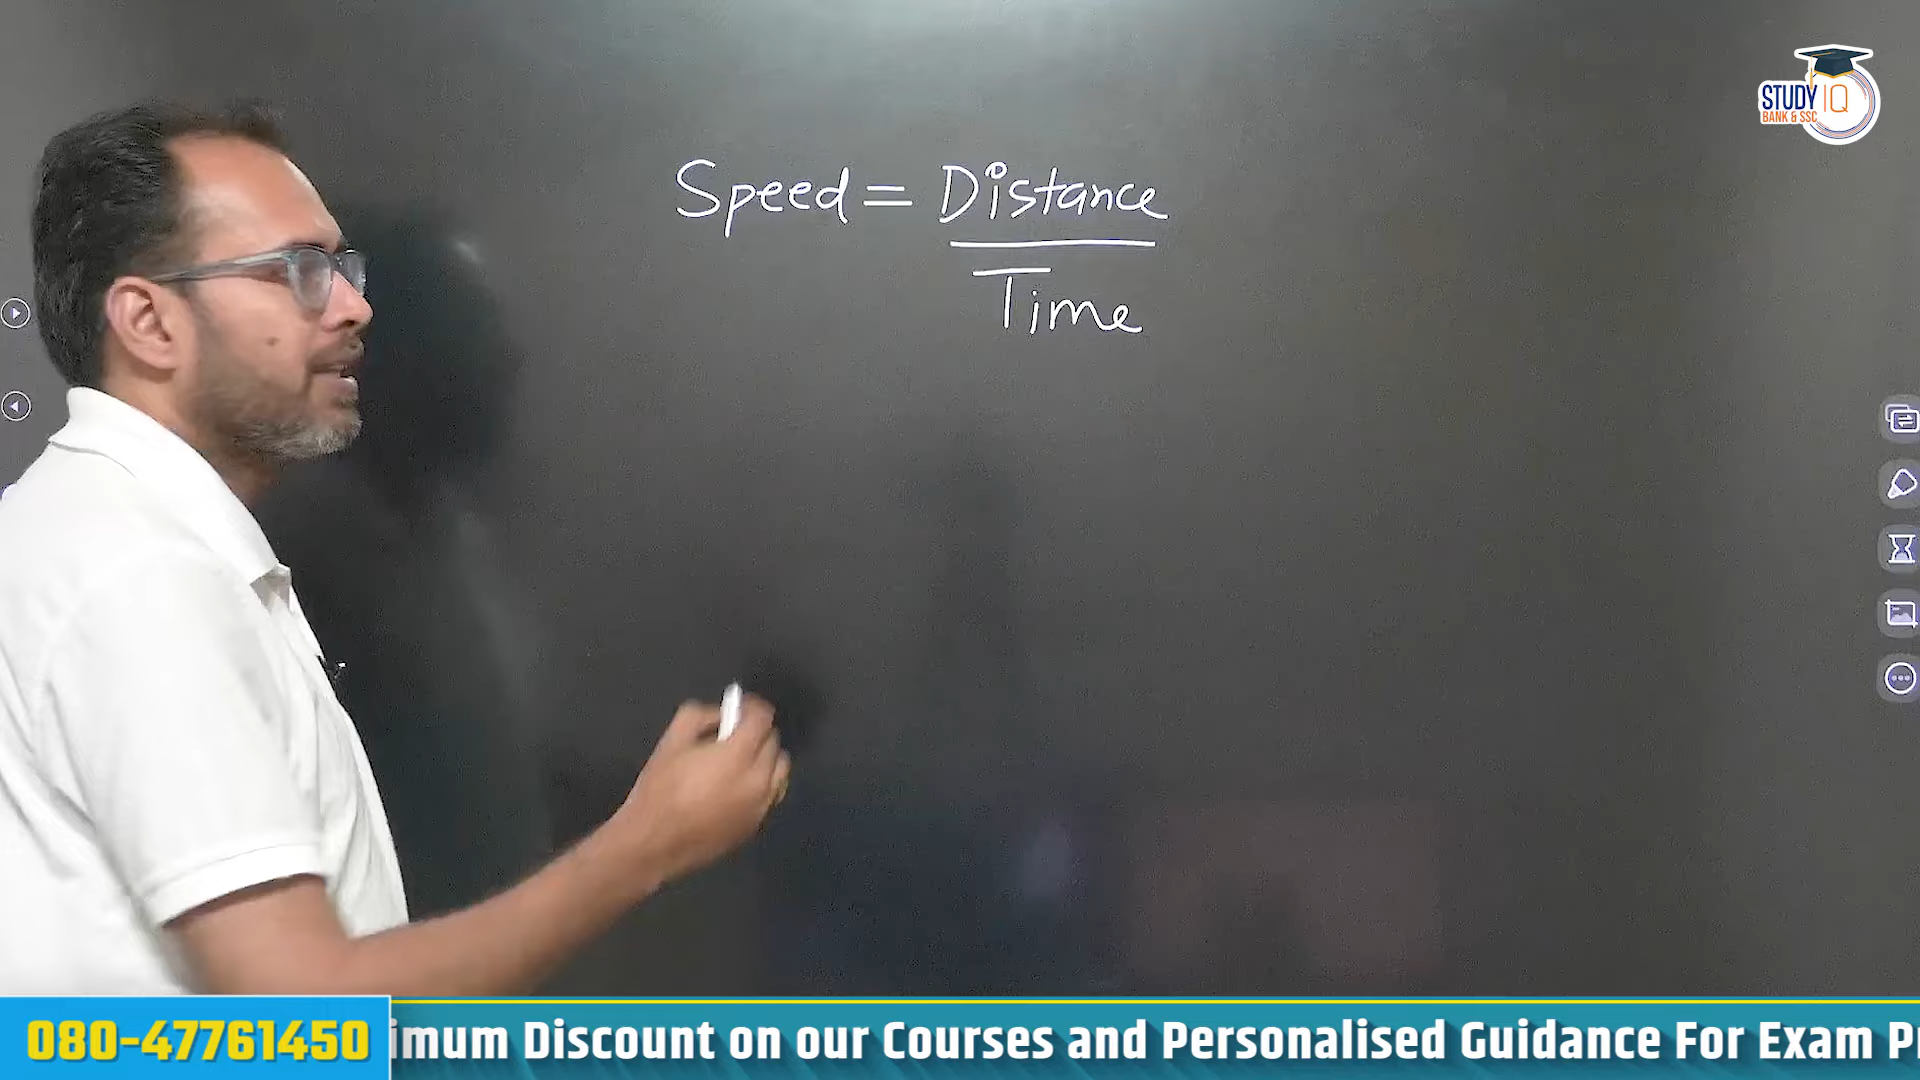 STUDY IQ
BANK & SSC
Speed = Distance
Time
080-47761450
imum Discount on our Courses and Personalised Guidance For Exam